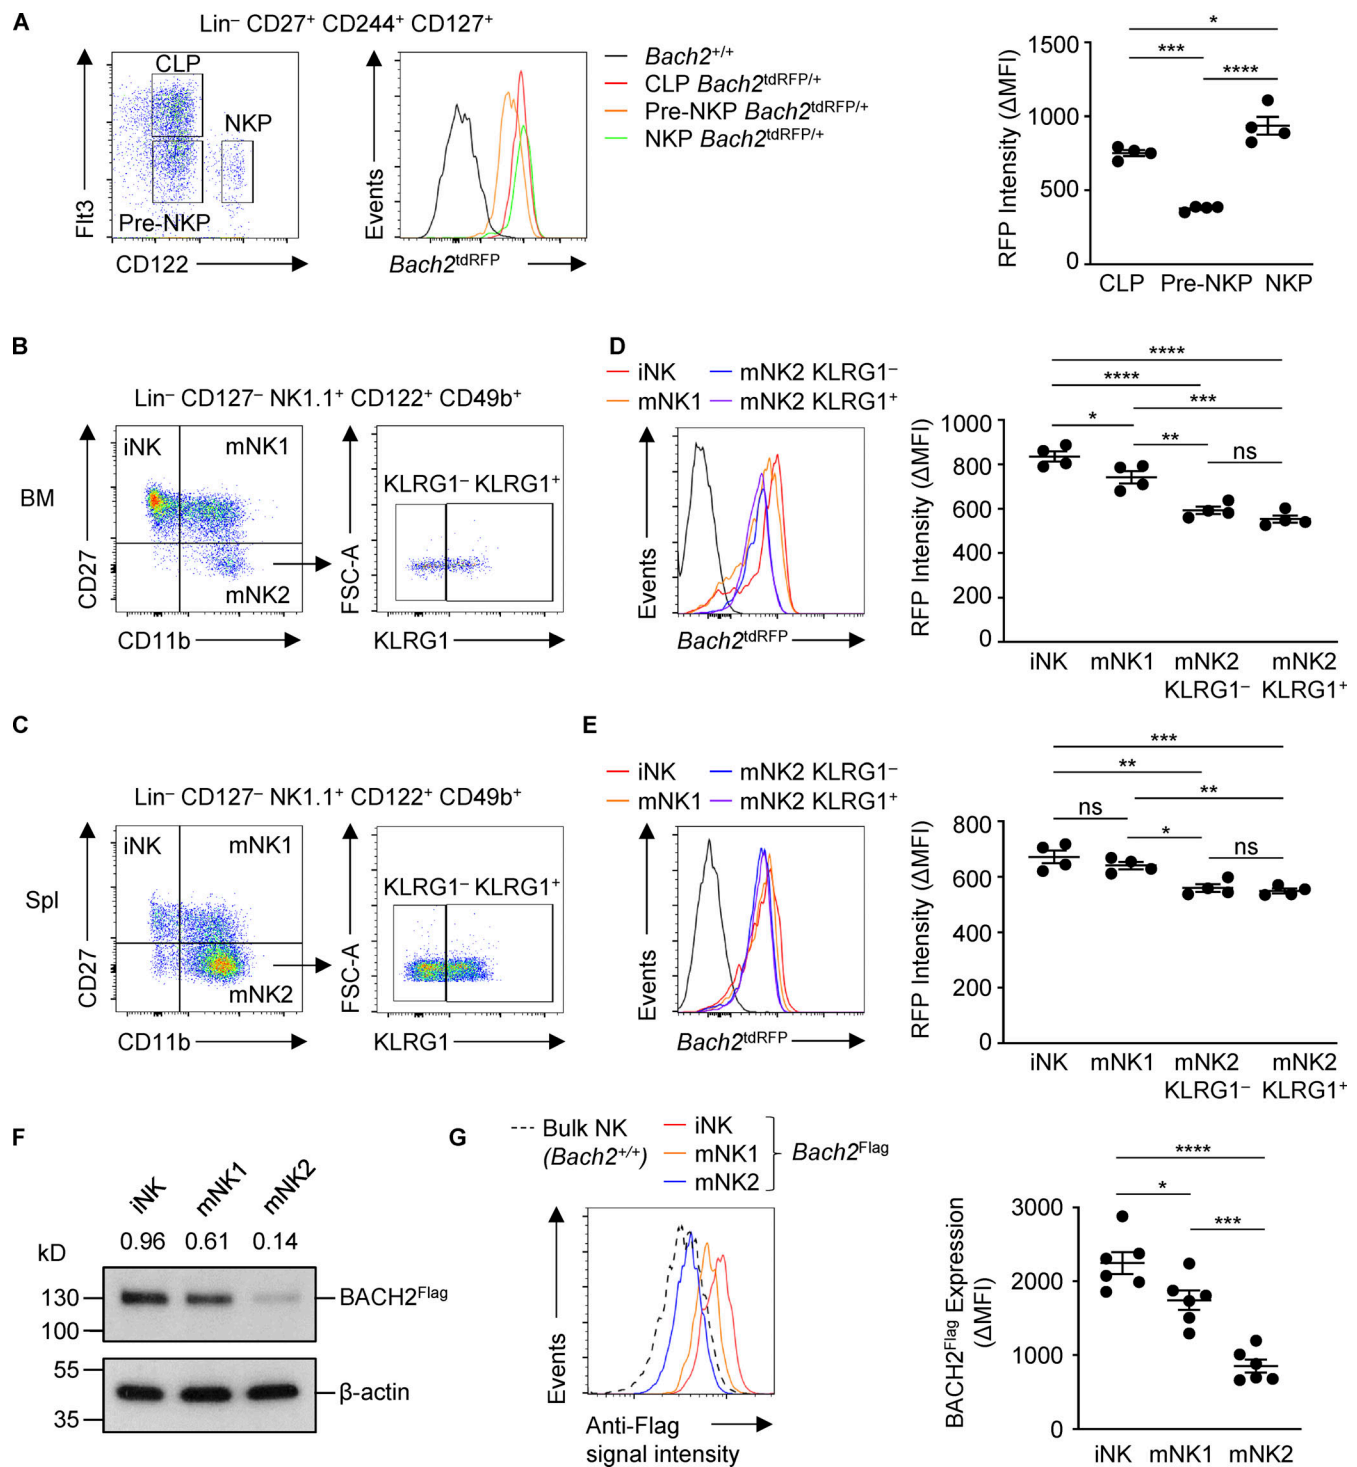 A
Lin– CD27+ CD244+ CD127+
CLP
NKP
Pre-NKP
Flt3
CD122
Events
Bach2tdRFP
Bach2+/+
CLP Bach2tdRFP/+
Pre-NKP Bach2tdRFP/+
NKP Bach2tdRFP/+
RFP Intensity (ΔMFI)
1500
1000
500
0
*
***
****
CLP Pre-NKP NKP
B
Lin– CD127– NK1.1+ CD122+ CD49b+
BM
iNK mNK1
mNK2
CD27
CD11b
FSC-A
KLRG1– KLRG1+
KLRG1
D
iNK mNK2 KLRG1–
mNK1 mNK2 KLRG1+
Events
Bach2tdRFP
RFP Intensity (ΔMFI)
1000
800
600
400
200
0
****
****
*
***
**
ns
iNK mNK1 mNK2 mNK2
KLRG1– KLRG1+
C
Lin– CD127– NK1.1+ CD122+ CD49b+
Spl
iNK mNK1
mNK2
CD27
CD11b
FSC-A
KLRG1– KLRG1+
KLRG1
E
iNK mNK2 KLRG1–
mNK1 mNK2 KLRG1+
Events
Bach2tdRFP
RFP Intensity (ΔMFI)
800
600
400
200
0
***
**
ns
**
*
ns
iNK mNK1 mNK2 mNK2
KLRG1– KLRG1+
F
iNK mNK1 mNK2
kD 0.96 0.61 0.14
130
100
BACH2Flag
55
35
β-actin
G
Bulk NK
(Bach2+/+)
iNK
mNK1
mNK2
Bach2Flag
Events
Anti-Flag
signal intensity
BACH2Flag Expression
(ΔMFI)
3000
2000
1000
0
****
*
***
iNK mNK1 mNK2